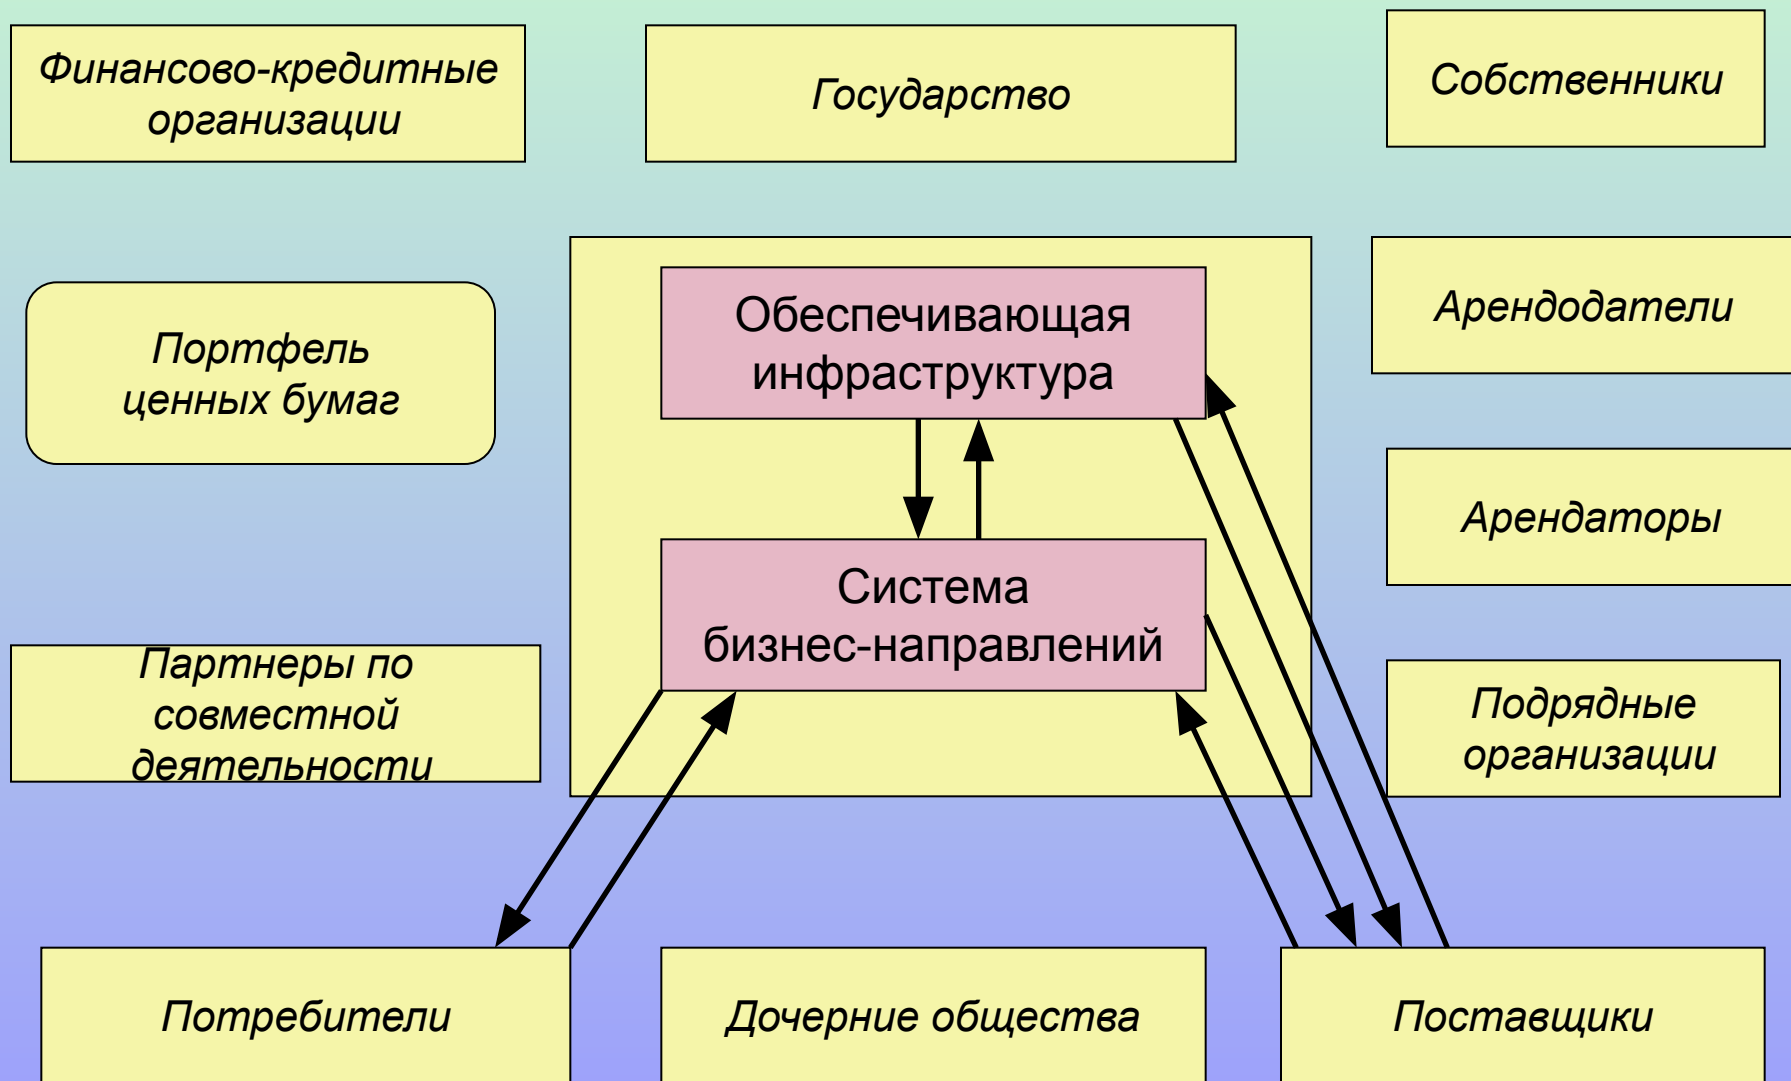 Финансово-кредитные
организации
Государство
Собственники
Обеспечивающая
инфраструктура
Арендодатели
Портфель
ценных бумаг
Арендаторы
Система
бизнес-направлений
Партнеры по
совместной
деятельности
Подрядные
организации
Потребители
Дочерние общества
Поставщики